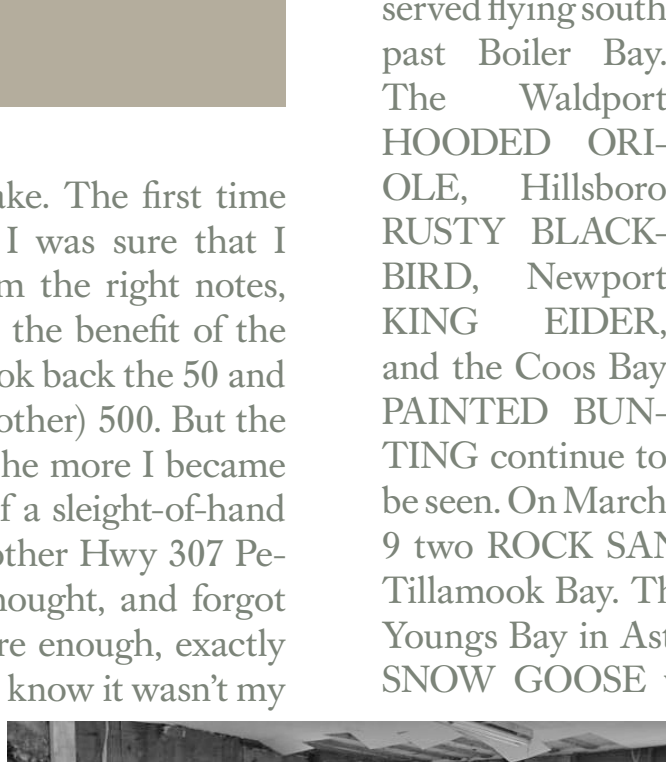 ake. The first time
I was sure that I
m the right notes,
the benefit of the
ok back the 50 and
other) 500. But the
he more I became
f a sleight-of-hand
other Hwy 307 Pe-
hought, and forgot
re enough, exactly
know it wasn't my
served flying south
past Boiler Bay.
The Waldport
HOODED ORI-
OLE, Hillsboro
RUSTY BLACK-
BIRD, Newport
KING EIDER,
and the Coos Bay
PAINTED BUN-
TING continue to
be seen. On March
9 two ROCK SAN
Tillamook Bay. Th
Youngs Bay in Ast
SNOW GOOSE